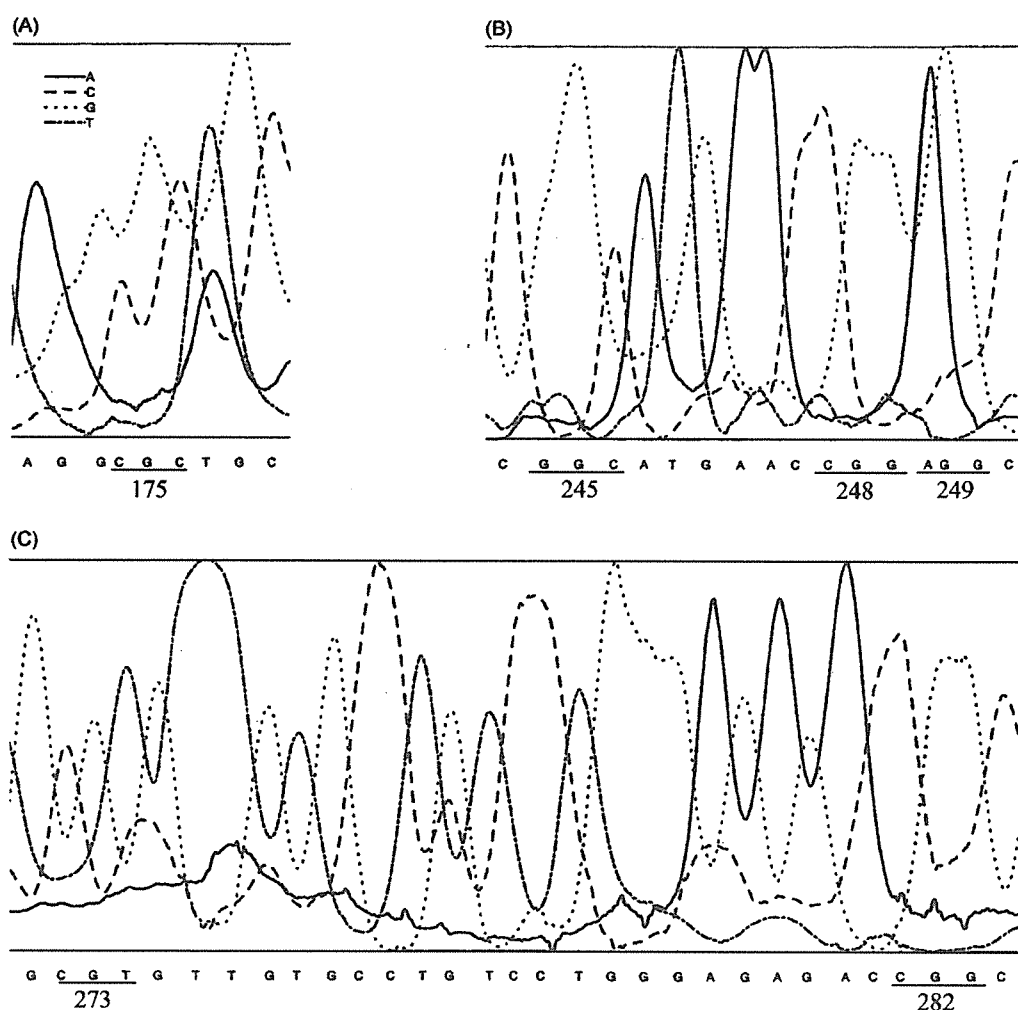 (A)
A
C
G
T
A G G C G C T G C
175
(B)
C G G C A T G A A C C G G A G G C
245 248 249
(C)
G C G T G T T G T G C C T G T C C T G G G A G A G A C C G G C
273 282